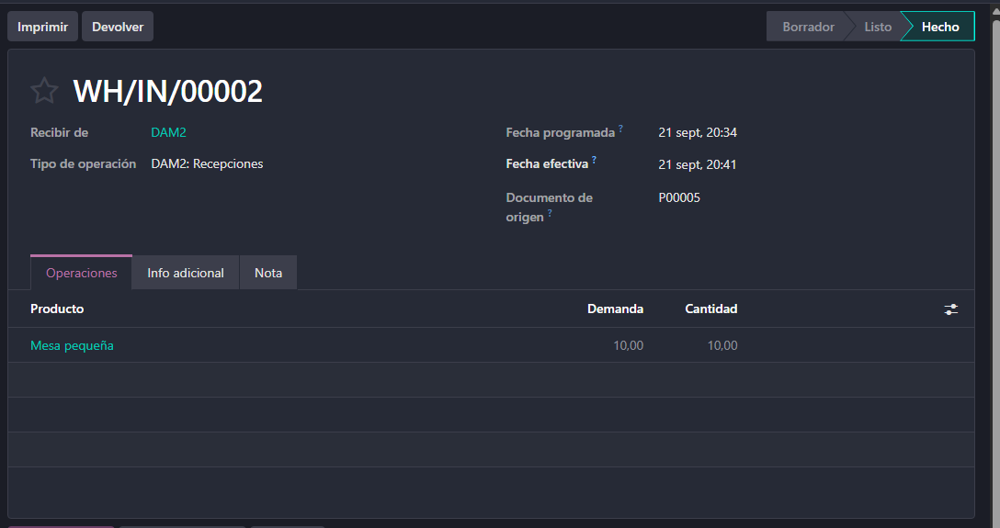 Imprimir Devolver Borrador Listo Hecho
WH/IN/00002
Recibir de DAM2 Fecha programada ? 21 sept, 20:34
Tipo de operación DAM2: Recepciones Fecha efectiva ? 21 sept, 20:41
Documento de origen ? P00005
Operaciones Info adicional Nota
Producto Demanda Cantidad
Mesa pequeña 10,00 10,00